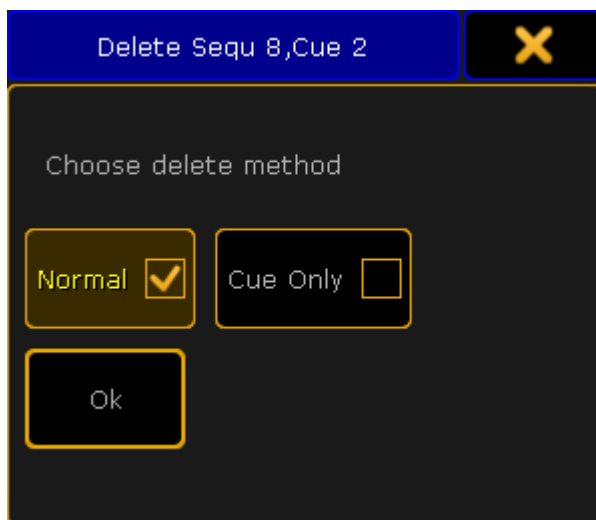 Delete Sequ 8,Cue 2
Choose delete method
Normal
Cue Only
Ok